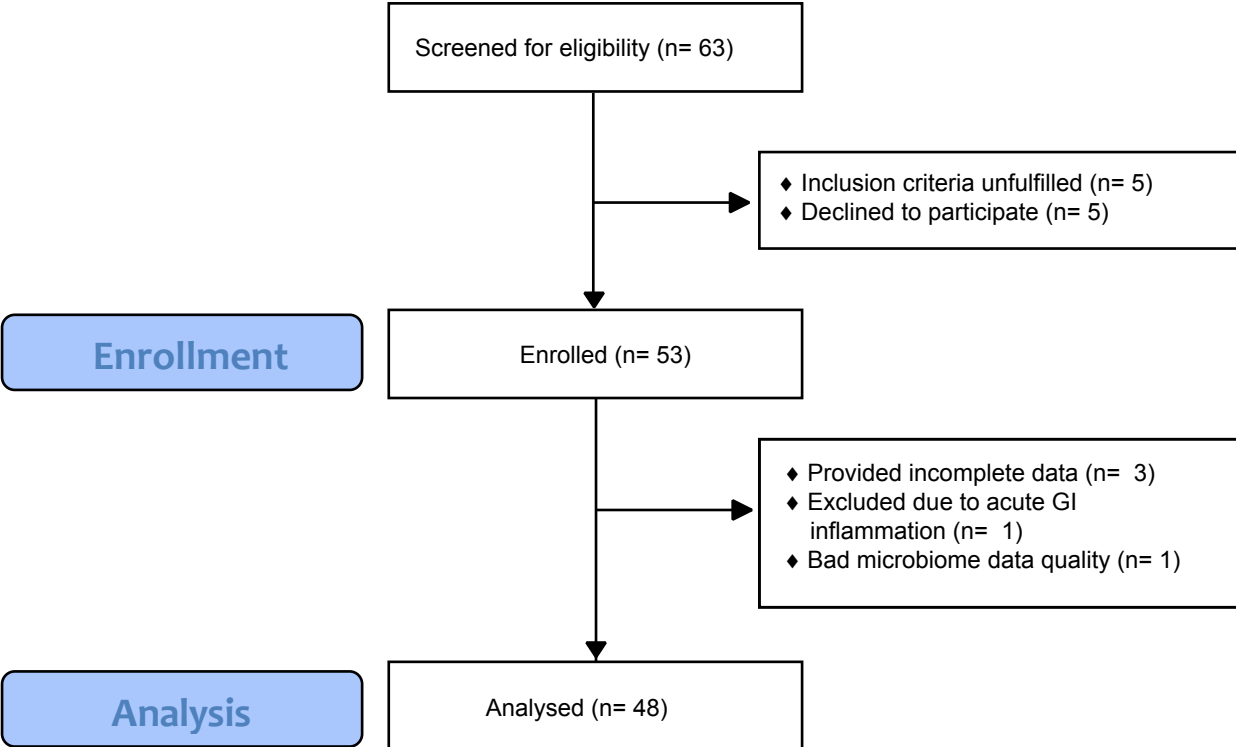 Screened for eligibility (n= 63)
♦ Inclusion criteria unfulfilled (n= 5)
♦ Declined to participate (n= 5)
Enrollment
Enrolled (n= 53)
♦ Provided incomplete data (n=  3)
♦ Excluded due to acute GI
inflammation (n=  1)
♦ Bad microbiome data quality (n= 1)
Analysis
Analysed (n= 48)